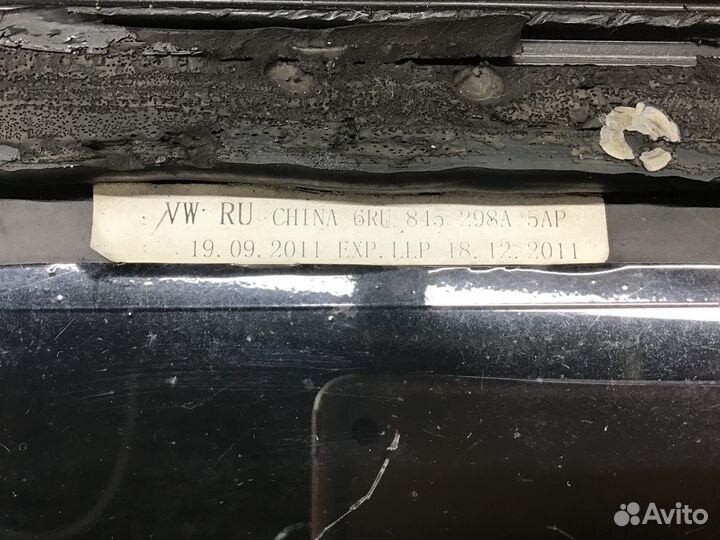 VW RU CHINA 6RU 845 298A 5AP
19.09.2011 EXP.LLP 18.12.2011
Avito